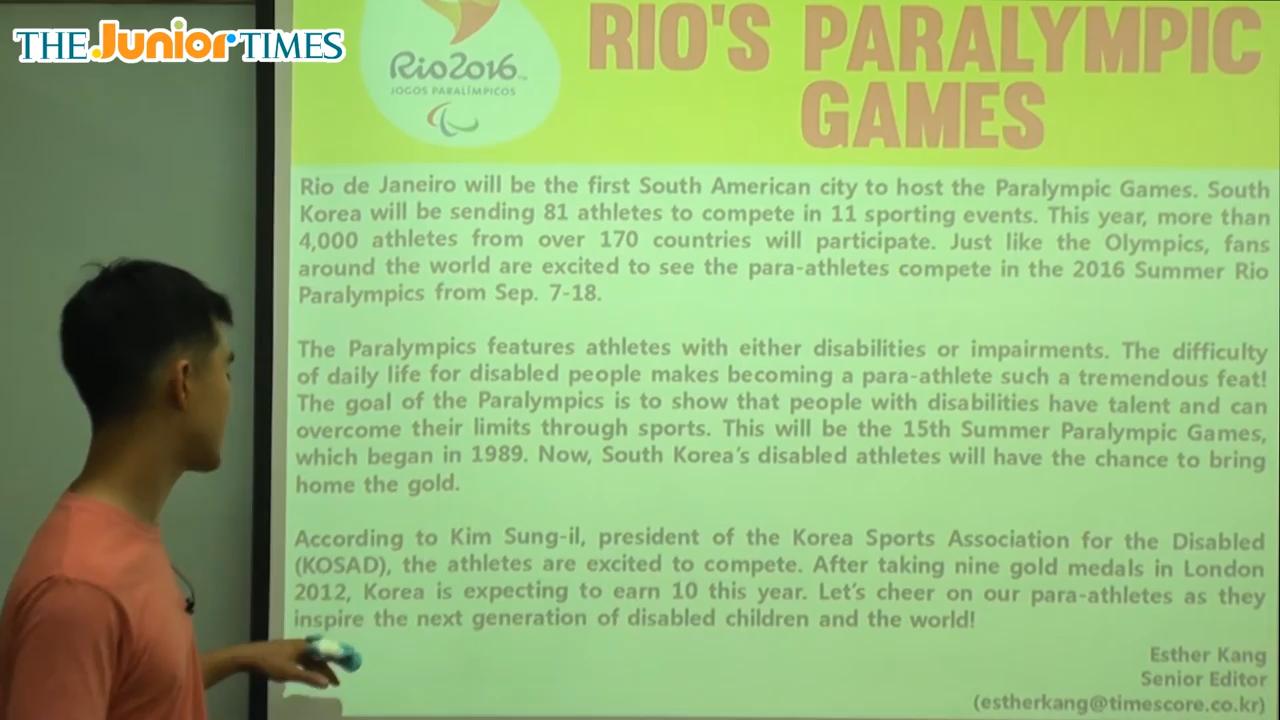 THE Junior TIMES
Rio2016
JOGOS PARALÍMPICOS
RIO'S PARALYMPIC
GAMES
Rio de Janeiro will be the first South American city to host the Paralympic Games. South
Korea will be sending 81 athletes to compete in 11 sporting events. This year, more than
4,000 athletes from over 170 countries will participate. Just like the Olympics, fans
around the world are excited to see the para-athletes compete in the 2016 Summer Rio
Paralympics from Sep. 7-18.
The Paralympics features athletes with either disabilities or impairments. The difficulty
of daily life for disabled people makes becoming a para-athlete such a tremendous feat!
The goal of the Paralympics is to show that people with disabilities have talent and can
overcome their limits through sports. This will be the 15th Summer Paralympic Games,
which began in 1989. Now, South Korea's disabled athletes will have the chance to bring
home the gold.
According to Kim Sung-il, president of the Korea Sports Association for the Disabled
(KOSAD), the athletes are excited to compete. After taking nine gold medals in London
2012, Korea is expecting to earn 10 this year. Let's cheer on our para-athletes as they
inspire the next generation of disabled children and the world!
Esther Kang
Senior Editor
(estherkang@timescore.co.kr)